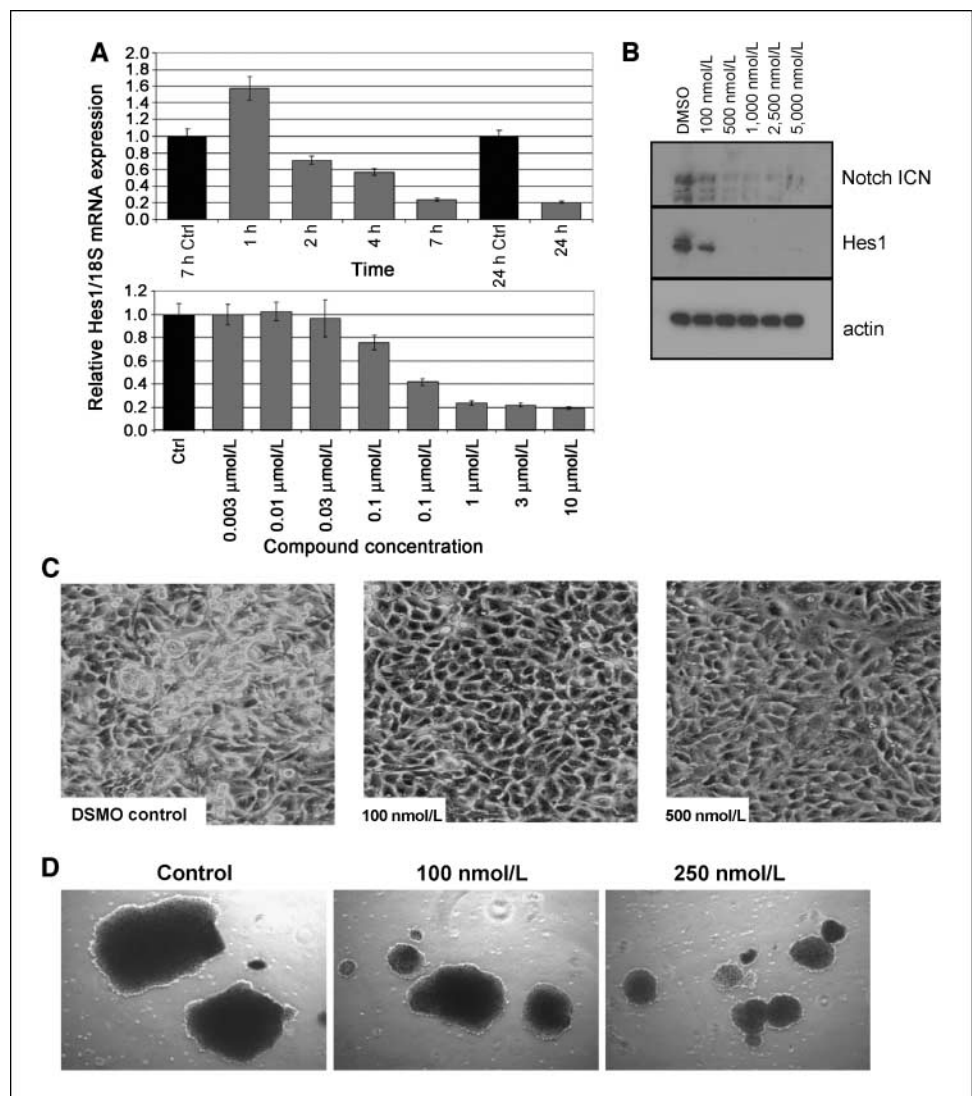 A
Relative Hes1/18S mRNA expression
2.0
1.8
1.6
1.4
1.2
1.0
0.8
0.6
0.4
0.2
0.0
7 h Ctrl
1 h
2 h
4 h
7 h
24 h Ctrl
24 h
Time
1.2
1.0
0.8
0.6
0.4
0.2
0.0
Ctrl
0.003 μmol/L
0.01 μmol/L
0.03 μmol/L
0.1 μmol/L
0.1 μmol/L
1 μmol/L
3 μmol/L
10 μmol/L
Compound concentration
B
DMSO
100 nmol/L
500 nmol/L
1,000 nmol/L
2,500 nmol/L
5,000 nmol/L
Notch ICN
Hes1
actin
C
DSMO control
100 nmol/L
500 nmol/L
D
Control
100 nmol/L
250 nmol/L